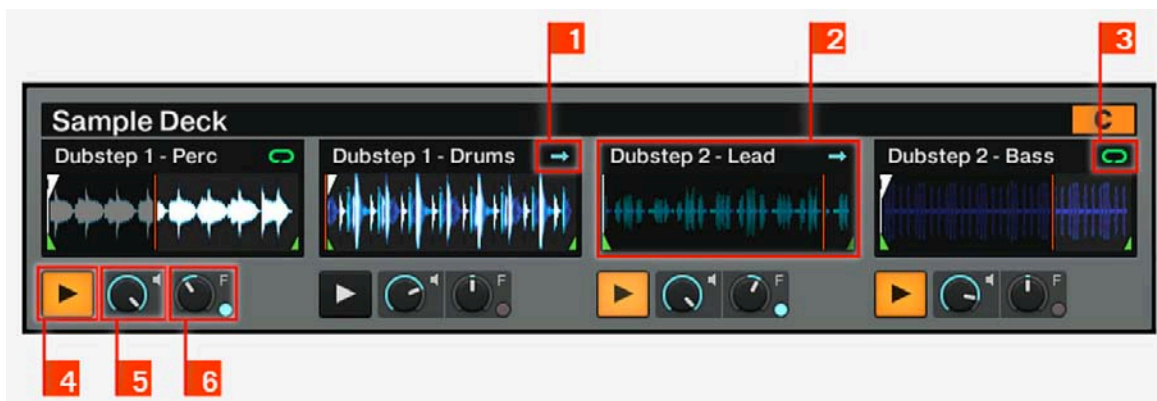 1 2 3
Sample Deck C
Dubstep 1 - Perc Dubstep 1 - Drums Dubstep 2 - Lead Dubstep 2 - Bass
F F F F
4 5 6